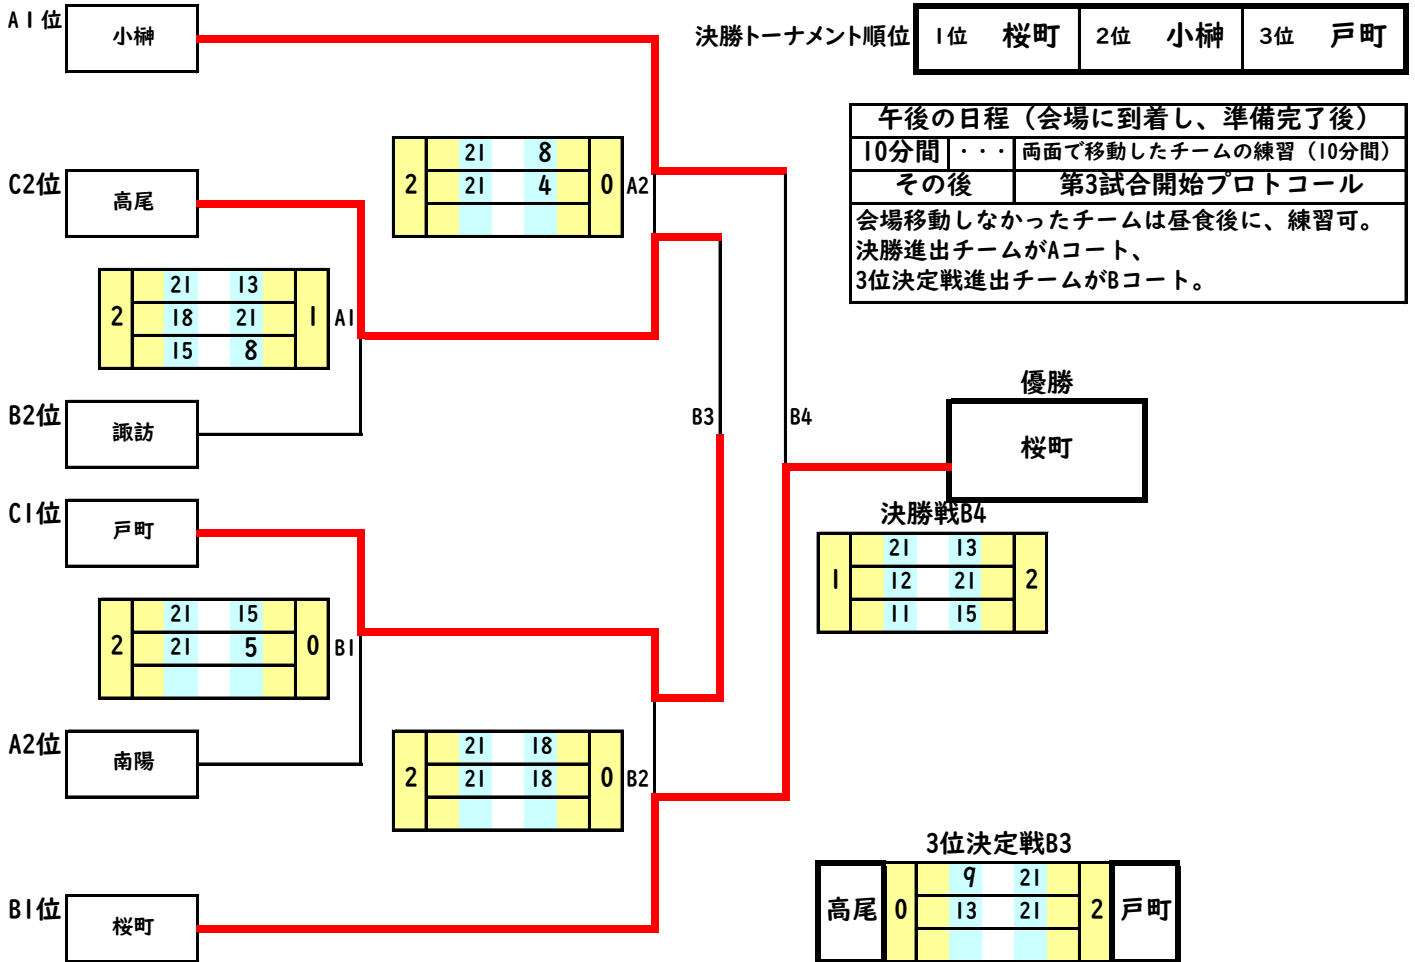 A1位
小榊
決勝トーナメント順位
1位 桜町 2位 小榊 3位 戸町
午後の日程（会場に到着し、準備完了後）
10分間 ・・・ 両面で移動したチームの練習（10分間）
その後 第3試合開始プロトコール
会場移動しなかったチームは昼食後に、練習可。
決勝進出チームがAコート、
3位決定戦進出チームがBコート。
2 21 8 0 A2
21 4
C2位
高尾
2 21 13 1 A1
18 21
15 8
B2位
諏訪
B3
B4
優勝
桜町
C1位
戸町
決勝戦B4
1 21 13 2
12 21
11 15
2 21 15 0 B1
21 5
A2位
南陽
2 21 18 0 B2
21 18
B1位
桜町
3位決定戦B3
高尾 0 9 21 2 戸町
13 21